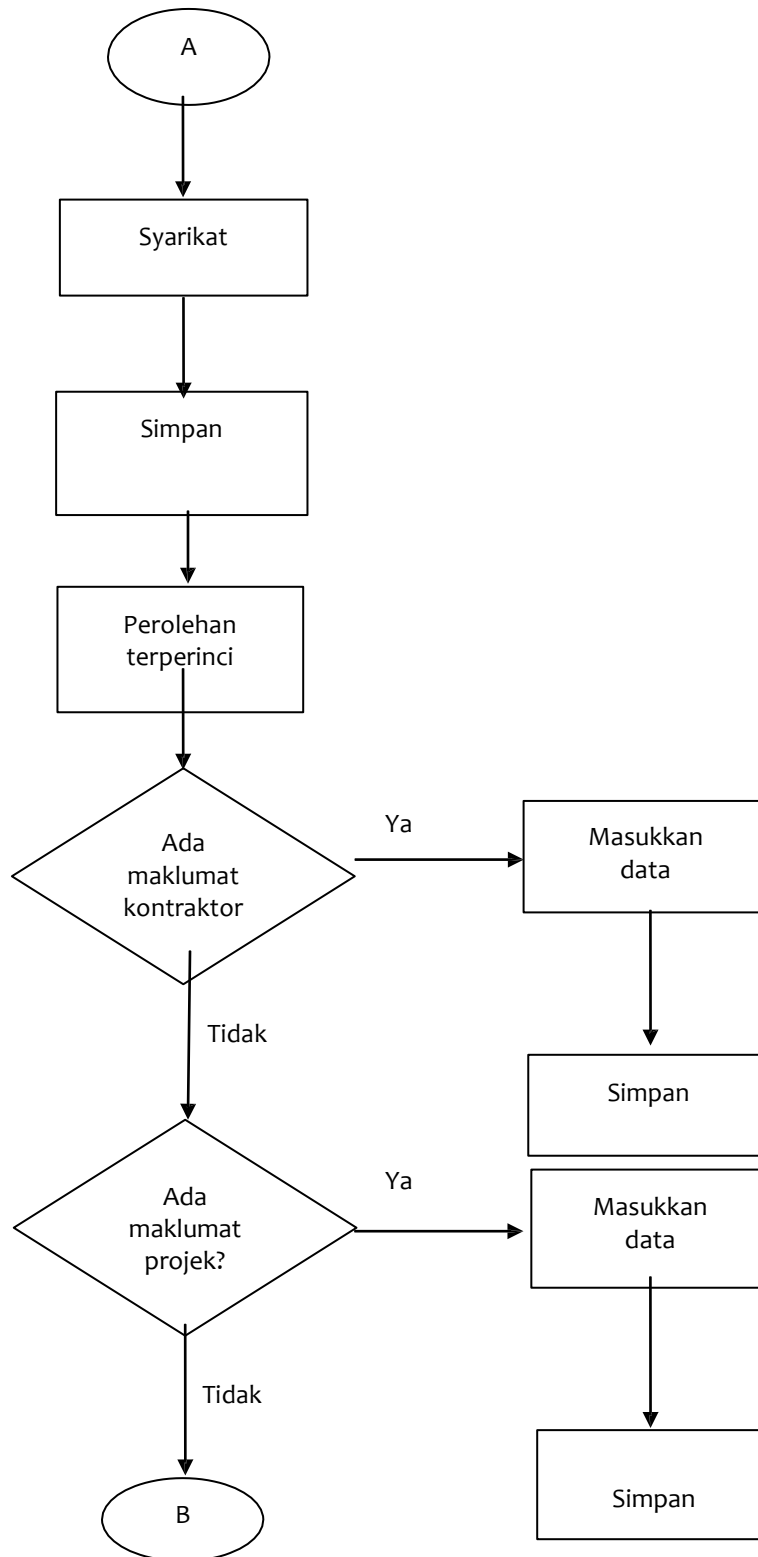 A
Syarikat
Simpan
Perolehan
terperinci
Ada
maklumat
kontraktor
Ya
Masukkan
data
Tidak
Simpan
Ada
maklumat
projek?
Ya
Masukkan
data
Tidak
Simpan
B